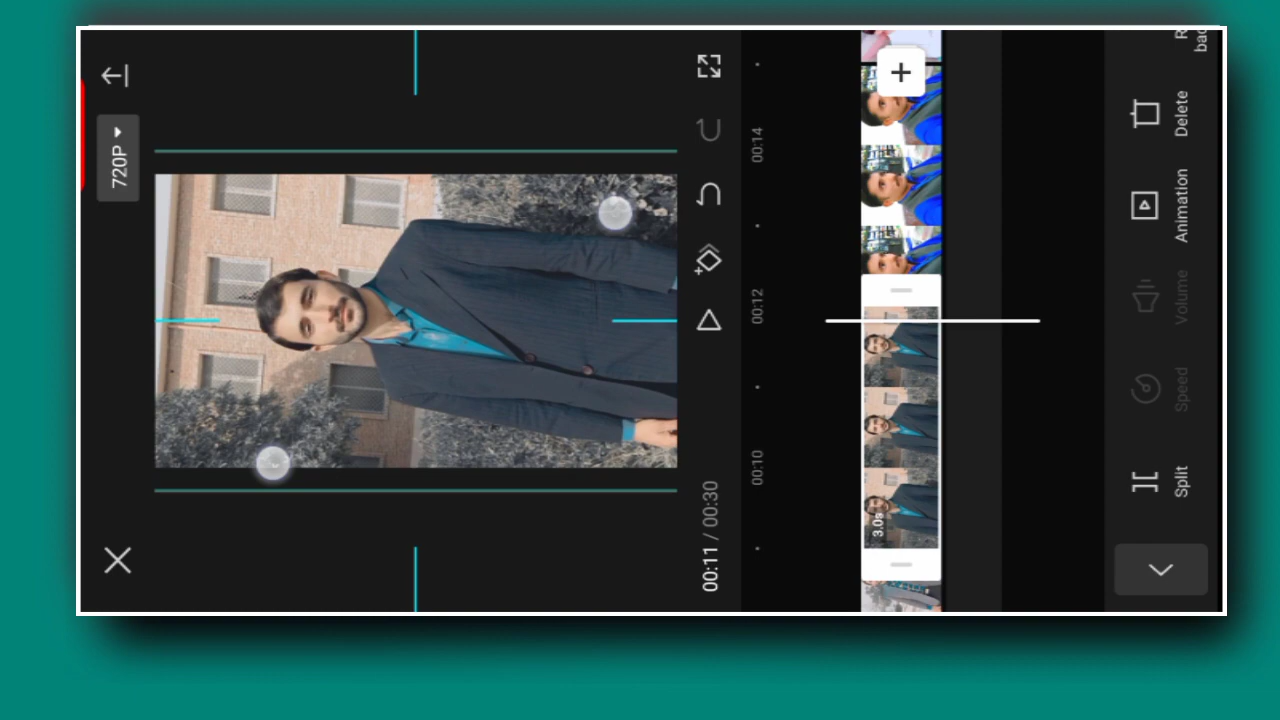 720P
00:11 / 00:30
00:10
00:12
00:14
3.0s
Split
Speed
Volume
Animation
Delete